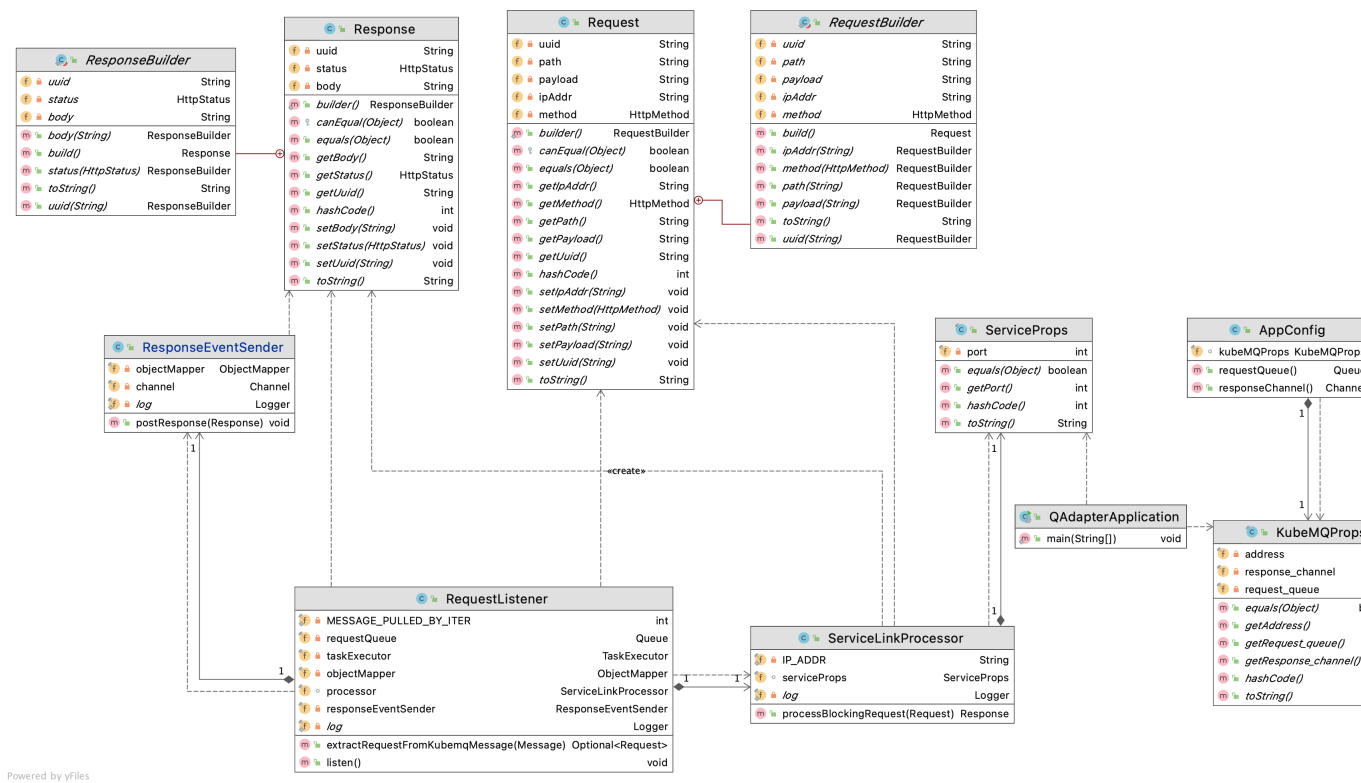 ResponseBuilder
uuid String
status HttpStatus
body String
body(String) ResponseBuilder
build() Response
status(HttpStatus) ResponseBuilder
toString() String
uuid(String) ResponseBuilder
Response
uuid String
status HttpStatus
body String
builder() ResponseBuilder
canEqual(Object) boolean
equals(Object) boolean
getBody() String
getStatus() HttpStatus
getUuid() String
hashCode() int
setBody(String) void
setStatus(HttpStatus) void
setUuid(String) void
toString() String
Request
uuid String
path String
payload String
ipAddr String
method HttpMethod
builder() RequestBuilder
canEqual(Object) boolean
equals(Object) boolean
getIpAddr() String
getMethod() HttpMethod
getPath() String
getPayload() String
getUuid() String
hashCode() int
setIpAddr(String) void
setMethod(HttpMethod) void
setPath(String) void
setPayload(String) void
setUuid(String) void
toString() String
RequestBuilder
uuid String
path String
payload String
ipAddr String
method HttpMethod
build() Request
ipAddr(String) RequestBuilder
method(HttpMethod) RequestBuilder
path(String) RequestBuilder
payload(String) RequestBuilder
toString() String
uuid(String) RequestBuilder
ResponseEventSender
objectMapper ObjectMapper
channel Channel
log Logger
postResponse(Response) void
1
ServiceProps
port int
equals(Object) boolean
getPort() int
hashCode() int
toString() String
1
AppConfig
kubeMQProps KubeMQProp
requestQueue() Queu
responseChannel() Channe
1
1
«create»
QAdapterApplication
main(String[]) void
KubeMQProps
address
response_channel
request_queue
equals(Object) b
getAddress()
getRequest_queue()
getResponse_channel()
hashCode()
toString()
RequestListener
MESSAGE_PULLED_BY_ITER int
requestQueue Queue
taskExecutor TaskExecutor
objectMapper ObjectMapper
processor ServiceLinkProcessor
responseEventSender ResponseEventSender
log Logger
extractRequestFromKubemqMessage(Message) Optional<Request>
listen() void
1
1
1
1
ServiceLinkProcessor
IP_ADDR String
serviceProps ServiceProps
log Logger
processBlockingRequest(Request) Response
Powered by yFiles